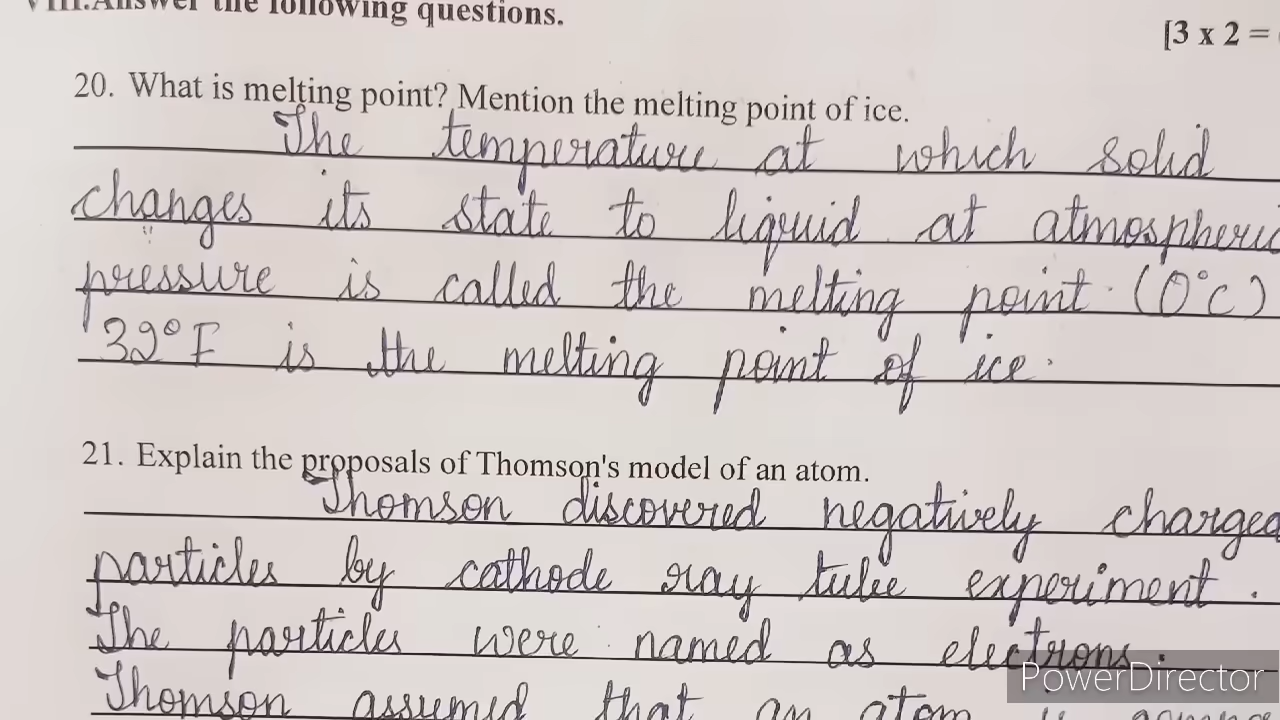 VIII.Answer the following questions.
[3 x 2 =
20. What is melting point? Mention the melting point of ice.
The temperature at which solid
changes its state to liquid at atmospheric
pressure is called the melting point. (0°C)
32°F is the melting point of ice.
21. Explain the proposals of Thomson's model of an atom.
Thomson discovered negatively charged
particles by cathode ray tube experiment.
The particles were named as electrons.
Thomson assumed that an atom is
PowerDirector